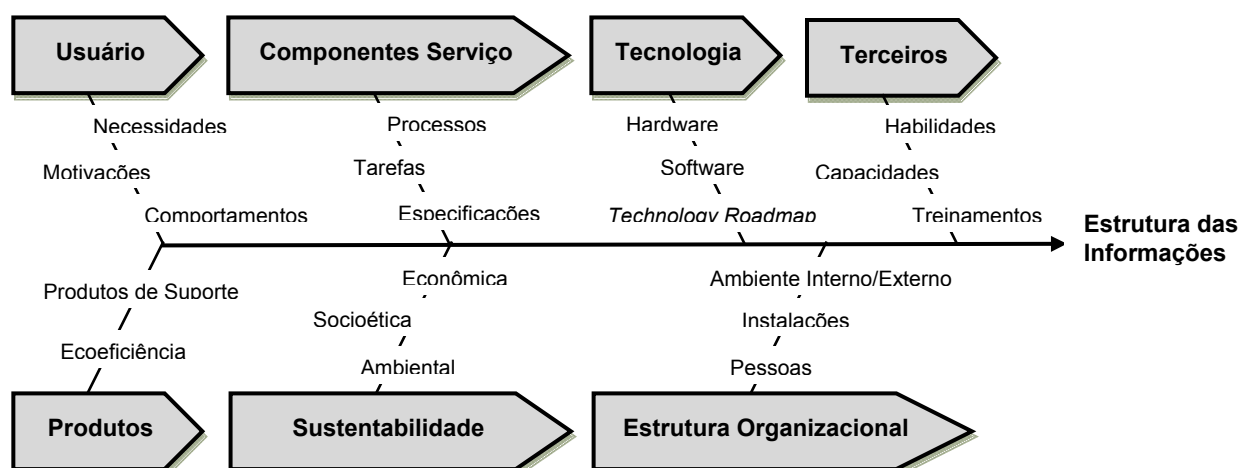 Usuário
Componentes Serviço
Tecnologia
Terceiros
Necessidades
Processos
Hardware
Habilidades
Motivações
Tarefas
Software
Capacidades
Comportamentos
Especificações
Technology Roadmap
Treinamentos
Estrutura das
Informações
Produtos de Suporte
Econômica
Ambiente Interno/Externo
Socioética
Instalações
Ecoeficiência
Ambiental
Pessoas
Produtos
Sustentabilidade
Estrutura Organizacional